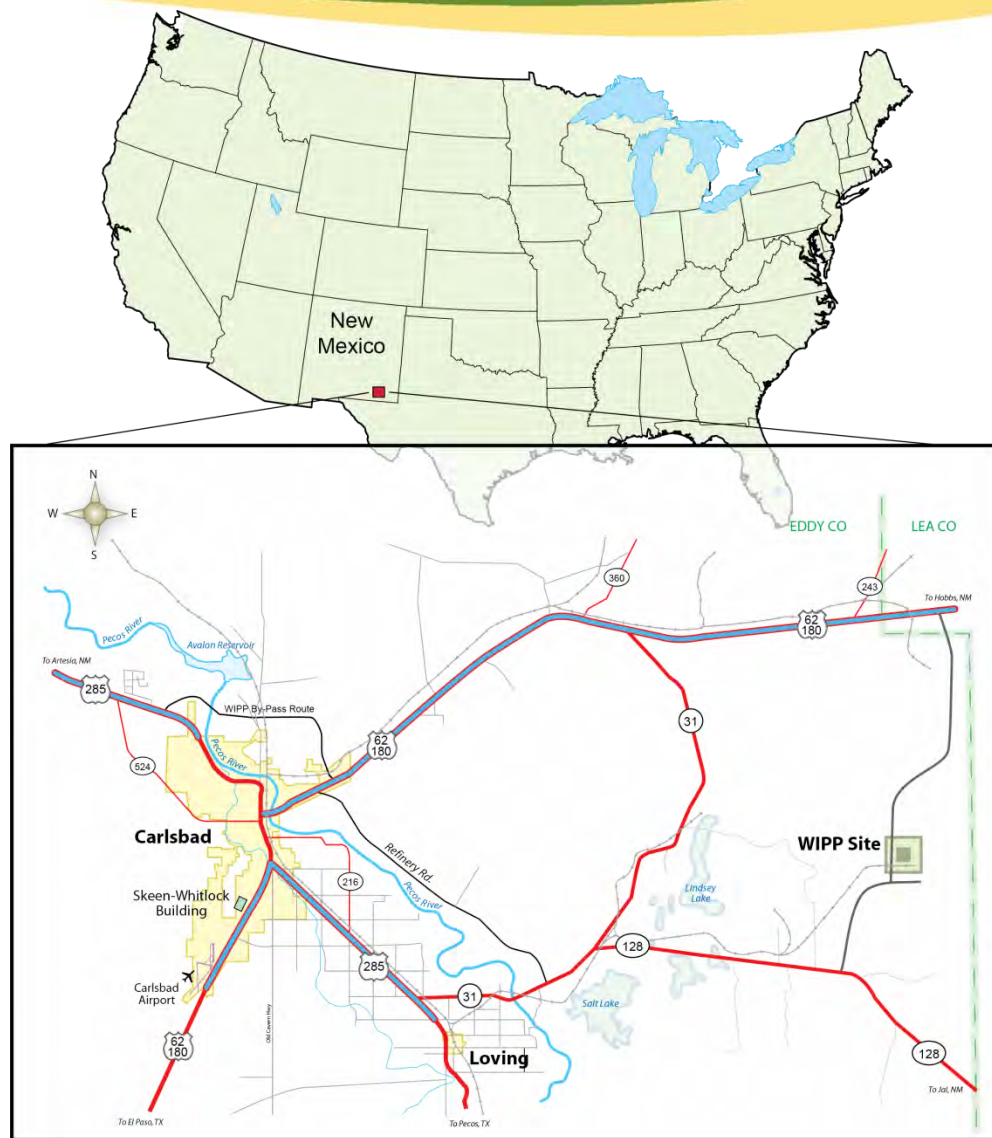 New
Mexico
N
W
E
S
EDDY CO
LEA CO
360
243
To Hobbs, NM
Pecos River
Avalon Reservoir
62
180
To Artesia, NM
285
WIPP By-Pass Route
31
62
180
Pecos River
524
Carlsbad
WIPP Site
Refinery Rd.
216
Skeen-Whitlock
Building
Pecos River
Lindsey
Lake
128
285
Carlsbad
Airport
31
Salt Lake
Old Cavern Hwy
62
180
Loving
128
To Jal, NM
To El Paso, TX
To Pecos, TX